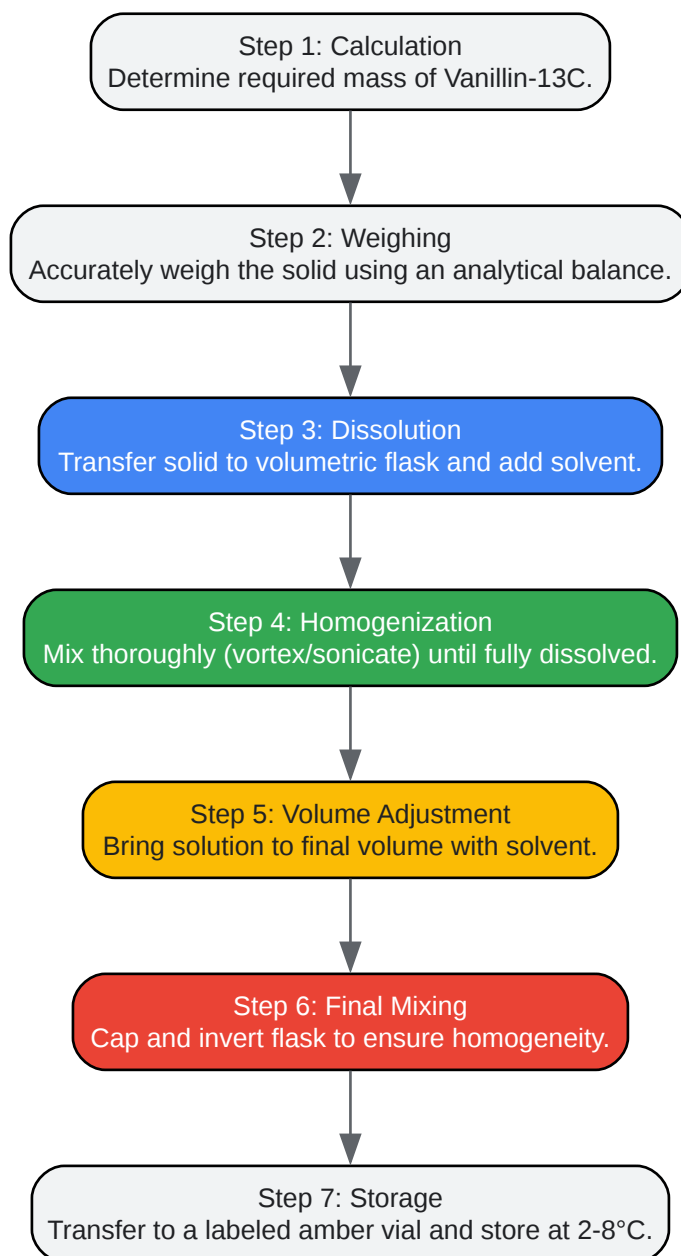 Step 1: Calculation
Determine required mass of Vanillin-13C.
Step 2: Weighing
Accurately weigh the solid using an analytical balance.
Step 3: Dissolution
Transfer solid to volumetric flask and add solvent.
Step 4: Homogenization
Mix thoroughly (vortex/sonicate) until fully dissolved.
Step 5: Volume Adjustment
Bring solution to final volume with solvent.
Step 6: Final Mixing
Cap and invert flask to ensure homogeneity.
Step 7: Storage
Transfer to a labeled amber vial and store at 2-8°C.